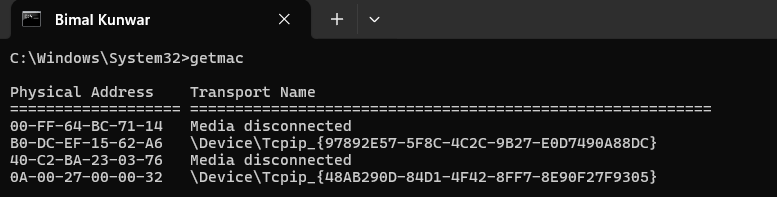 Bimal Kunwar
C:\Windows\System32>getmac
Physical Address Transport Name
=================== ==========================================================
00-FF-64-BC-71-14 Media disconnected
B0-DC-EF-15-62-A6 \Device\Tcpip_{97892E57-5F8C-4C2C-9B27-E0D7490A88DC}
40-C2-BA-23-03-76 Media disconnected
0A-00-27-00-00-32 \Device\Tcpip_{48AB290D-84D1-4F42-8FF7-8E90F27F9305}